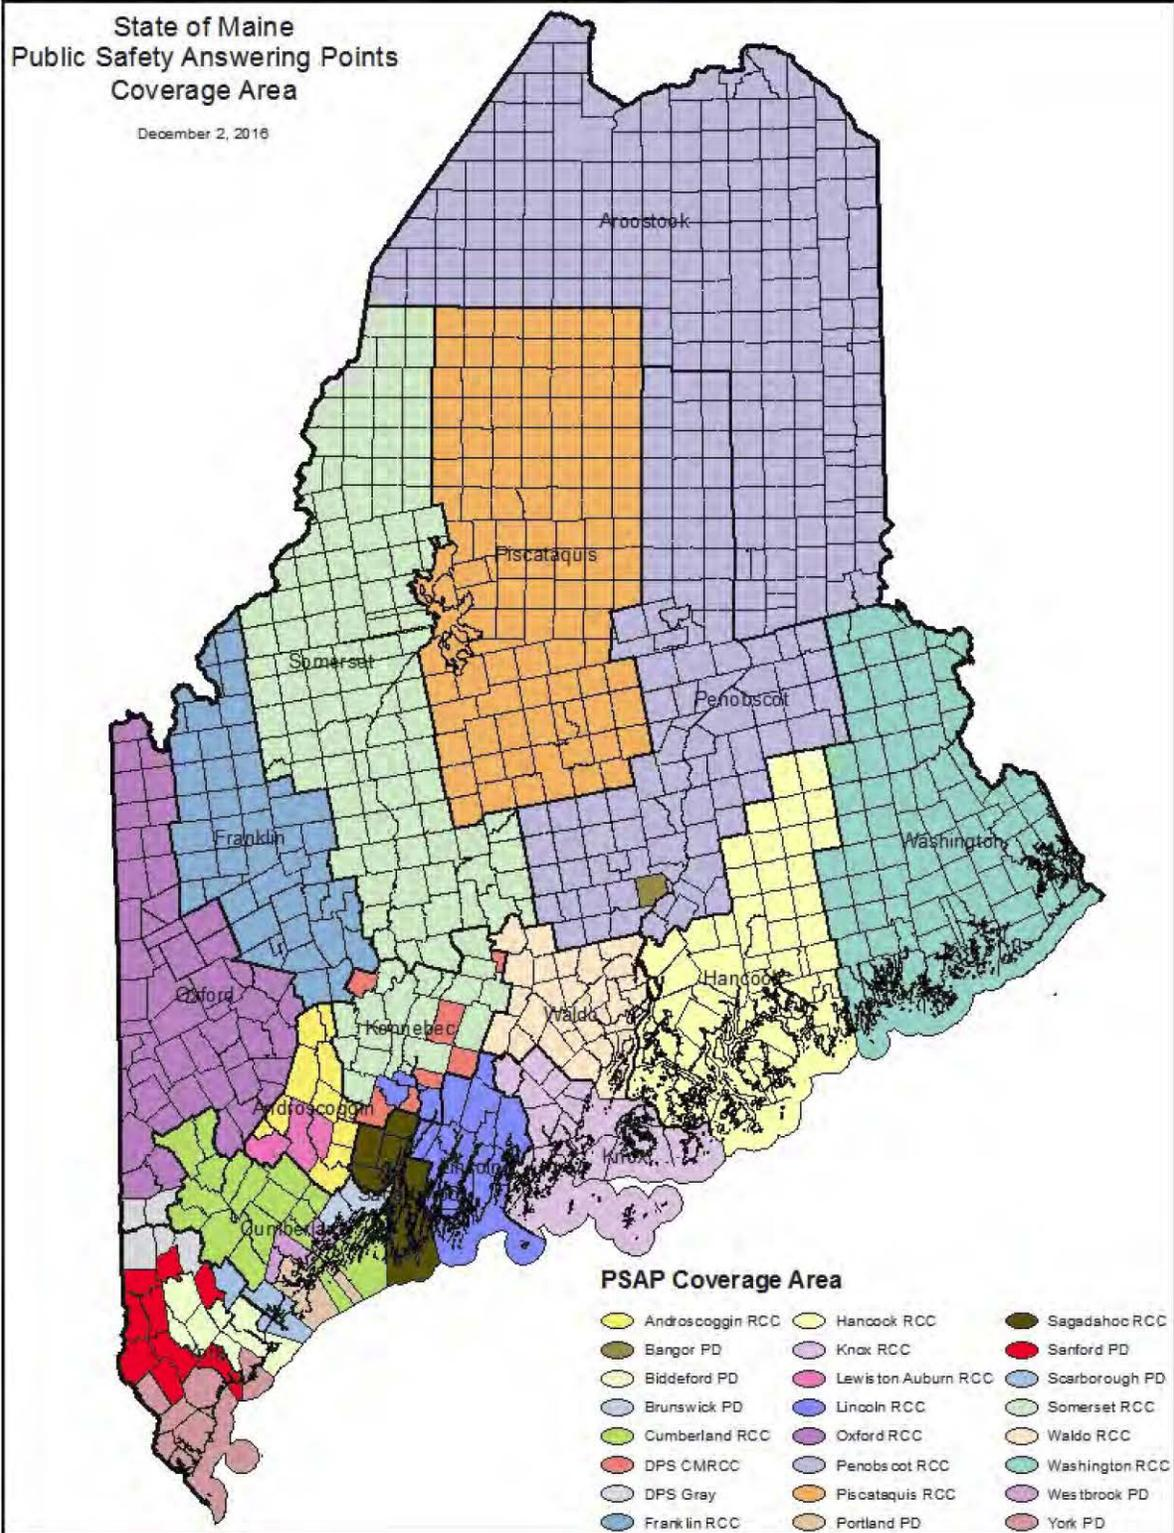 State of Maine
Public Safety Answering Points
Coverage Area
December 2, 2016
Aroostook
Piscataquis
Somerset
Penobscot
Franklin
Washington
Hancock
Oxford
Waldo
Kennebec
Androscoggin
Knox
Lincoln
Cumberland
PSAP Coverage Area
Androscoggin RCC
Bangor PD
Biddeford PD
Brunswick PD
Cumberland RCC
DPS CMRCC
DPS Gray
Franklin RCC
Hancock RCC
Knox RCC
Lewiston Auburn RCC
Lincoln RCC
Oxford RCC
Penobscot RCC
Piscataquis RCC
Portland PD
Sagadahoc RCC
Sanford PD
Scarborough PD
Somerset RCC
Waldo RCC
Washington RCC
Westbrook PD
York PD